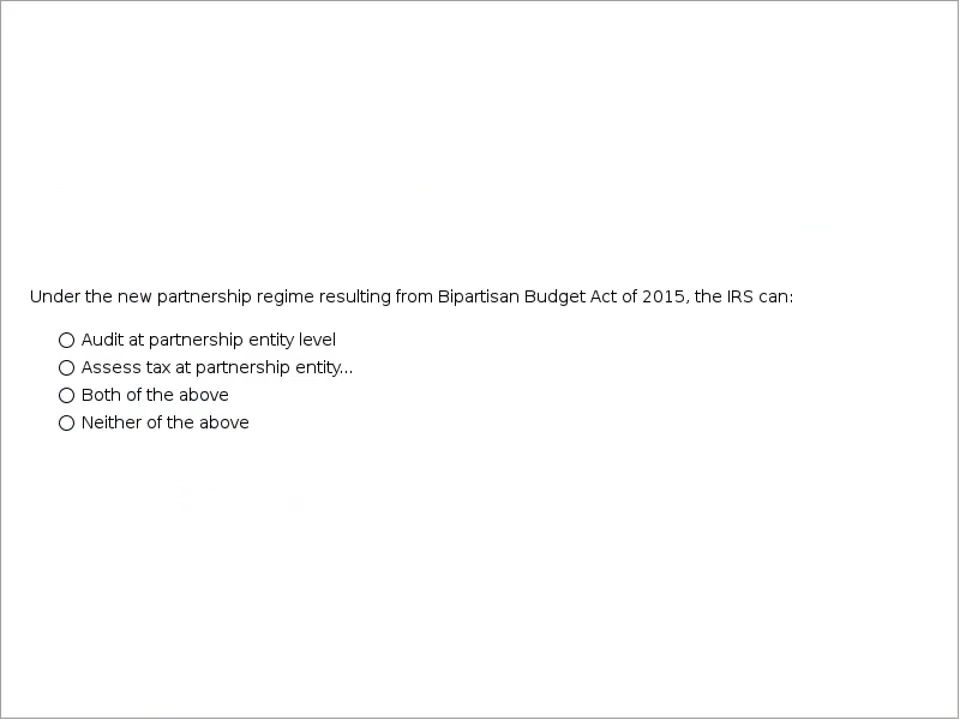 Under the new partnership regime resulting from Bipartisan Budget Act of 2015, the IRS can:
Audit at partnership entity level
Assess tax at partnership entity...
Both of the above
Neither of the above